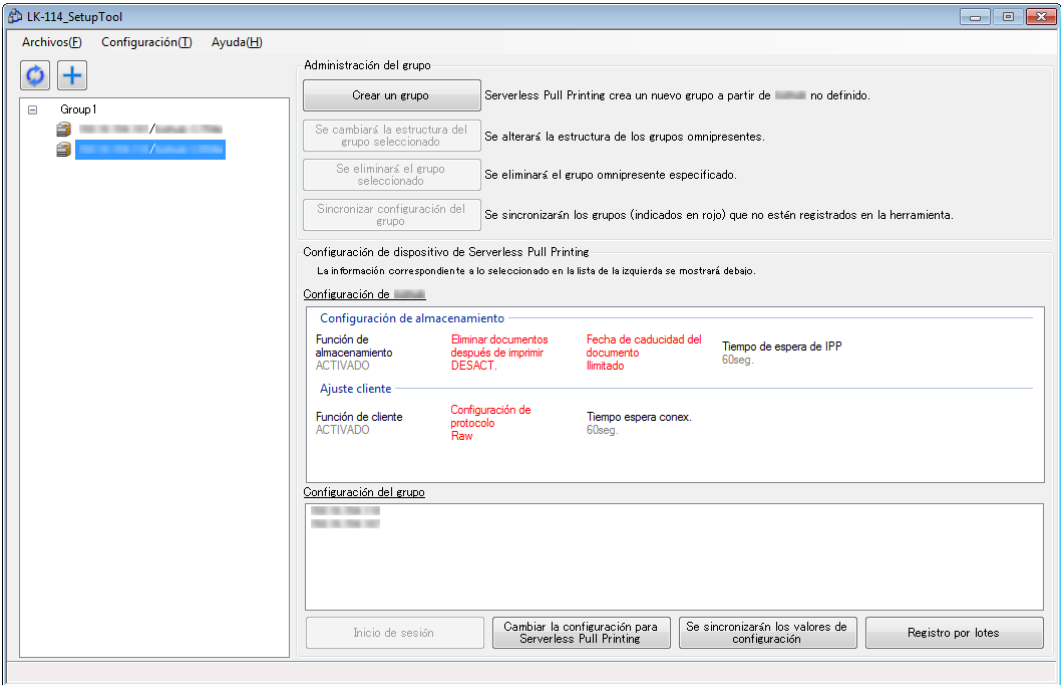 LK-114_SetupTool
Archivos(F) Configuración(T) Ayuda(H)
Group1
/
/
Administración del grupo
Crear un grupo
Serverless Pull Printing crea un nuevo grupo a partir de no definido.
Se cambiará la estructura del
grupo seleccionado
Se alterará la estructura de los grupos omnipresentes.
Se eliminará el grupo
seleccionado
Se eliminará el grupo omnipresente especificado.
Sincronizar configuración del
grupo
Se sincronizarán los grupos (indicados en rojo) que no están registrados en la herramienta.
Configuración de dispositivo de Serverless Pull Printing
La información correspondiente a lo seleccionado en la lista de la izquierda se mostrará debajo.
Configuración de
Configuración de almacenamiento
Función de
almacenamiento
ACTIVADO
Eliminar documentos
después de imprimir
DESACT.
Fecha de caducidad del
documento
Ilimitado
Tiempo de espera de IPP
60seg.
Ajuste cliente
Función de cliente
ACTIVADO
Configuración de
protocolo
Raw
Tiempo espera conex.
60seg.
Configuración del grupo
Inicio de sesión
Cambiar la configuración para
Serverless Pull Printing
Se sincronizarán los valores de
configuración
Registro por lotes